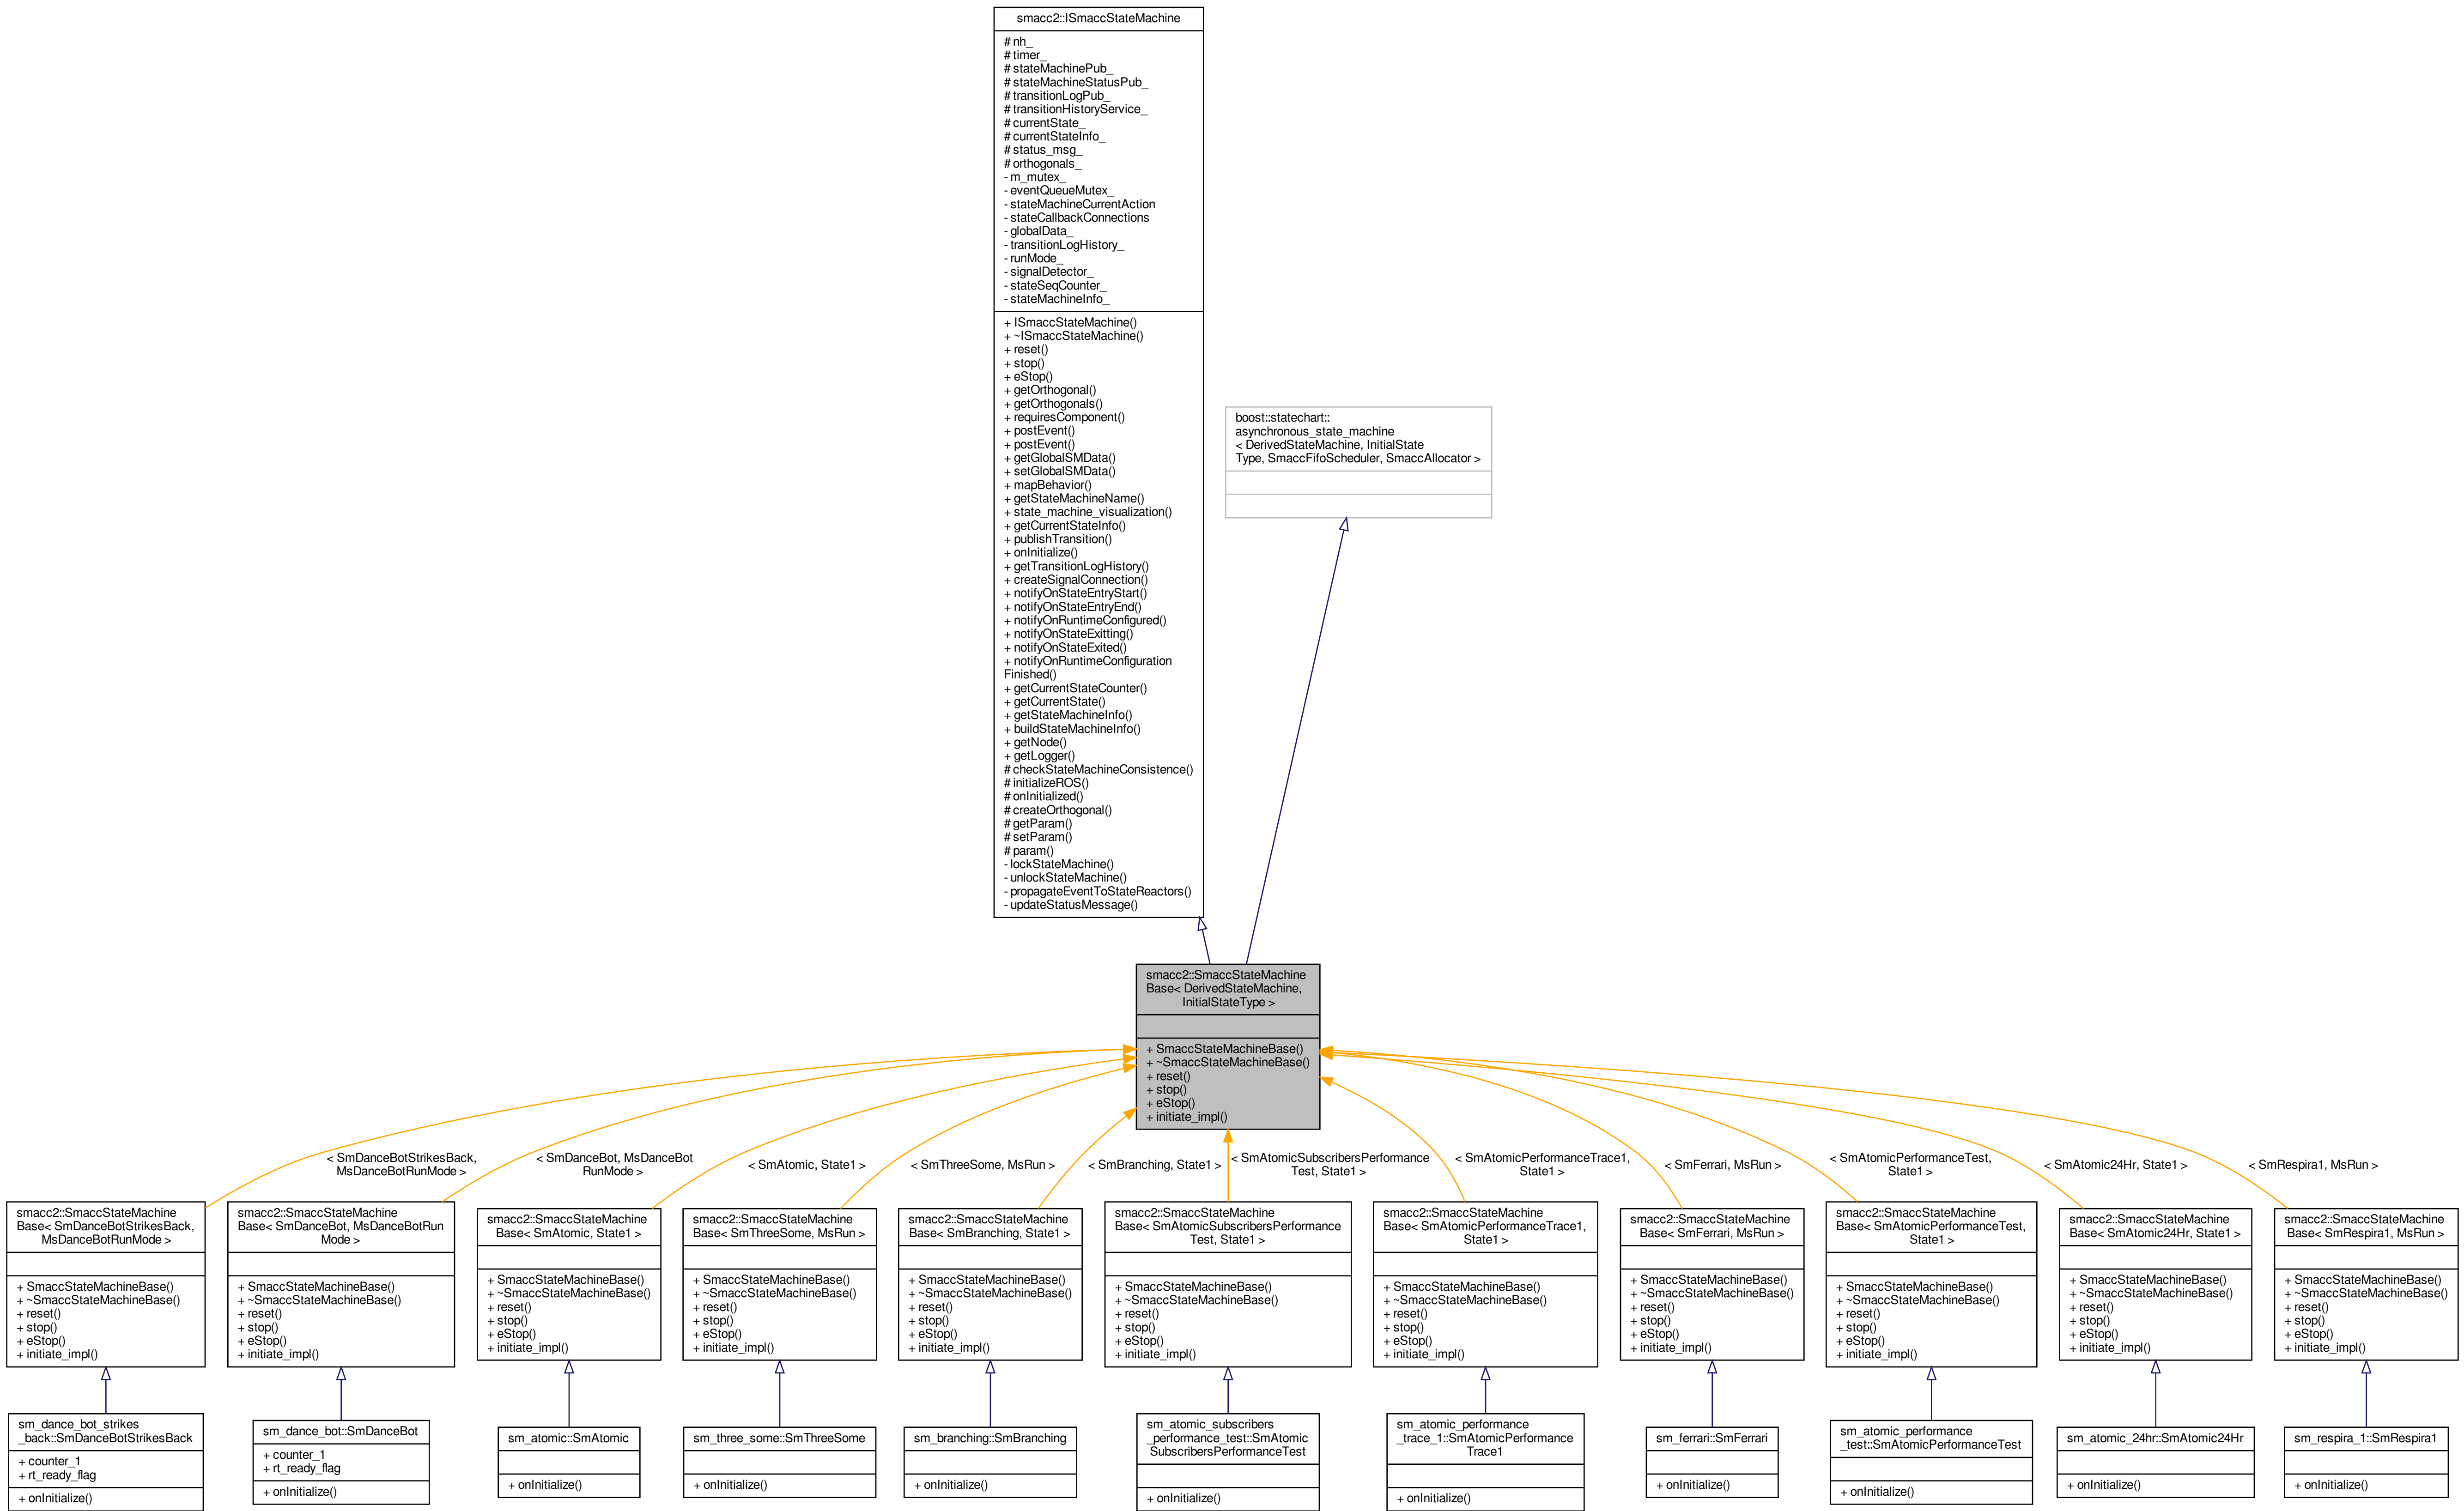 smacc2::ISmaccStateMachine
# nh_
# timer_
# stateMachinePub_
# stateMachineStatusPub_
# transitionLogPub_
# transitionHistoryService_
# currentState_
# currentStateInfo_
# status_msg_
# orthogonals_
- m_mutex_
- eventQueueMutex_
- stateMachineCurrentAction
- stateCallbackConnections
- globalData_
- transitionLogHistory_
- runMode_
- signalDetector_
- stateSeqCounter_
- stateMachineInfo_
+ ISmaccStateMachine()
+ ~ISmaccStateMachine()
+ reset()
+ stop()
+ eStop()
+ getOrthogonal()
+ getOrthogonals()
+ requiresComponent()
+ postEvent()
+ postEvent()
+ getGlobalSMData()
+ setGlobalSMData()
+ mapBehavior()
+ getStateMachineName()
+ state_machine_visualization()
+ getCurrentStateInfo()
+ publishTransition()
+ onInitialize()
+ getTransitionLogHistory()
+ createSignalConnection()
+ notifyOnStateEntryStart()
+ notifyOnStateEntryEnd()
+ notifyOnRuntimeConfigured()
+ notifyOnStateExitting()
+ notifyOnStateExited()
+ notifyOnRuntimeConfiguration
Finished()
+ getCurrentStateCounter()
+ getCurrentState()
+ getStateMachineInfo()
+ buildStateMachineInfo()
+ getNode()
+ getLogger()
# checkStateMachineConsistence()
# initializeROS()
# onInitialized()
# createOrthogonal()
# getParam()
# setParam()
# param()
- lockStateMachine()
- unlockStateMachine()
- propagateEventToStateReactors()
- updateStatusMessage()
boost::statechart::
asynchronous_state_machine
< DerivedStateMachine, InitialState
Type, SmaccFifoScheduler, SmaccAllocator >
smacc2::SmaccStateMachine
Base< DerivedStateMachine,
InitialStateType >
+ SmaccStateMachineBase()
+ ~SmaccStateMachineBase()
+ reset()
+ stop()
+ eStop()
+ initiate_impl()
< SmDanceBotStrikesBack,
MsDanceBotRunMode >
< SmDanceBot, MsDanceBot
RunMode >
< SmAtomic, State1 >
< SmThreeSome, MsRun >
< SmBranching, State1 >
< SmAtomicSubscribersPerformance
Test, State1 >
< SmAtomicPerformanceTrace1,
State1 >
< SmFerrari, MsRun >
< SmAtomicPerformanceTest,
State1 >
< SmAtomic24Hr, State1 >
< SmRespira1, MsRun >
smacc2::SmaccStateMachine
Base< SmDanceBotStrikesBack,
MsDanceBotRunMode >
+ SmaccStateMachineBase()
+ ~SmaccStateMachineBase()
+ reset()
+ stop()
+ eStop()
+ initiate_impl()
smacc2::SmaccStateMachine
Base< SmDanceBot, MsDanceBotRun
Mode >
+ SmaccStateMachineBase()
+ ~SmaccStateMachineBase()
+ reset()
+ stop()
+ eStop()
+ initiate_impl()
smacc2::SmaccStateMachine
Base< SmAtomic, State1 >
+ SmaccStateMachineBase()
+ ~SmaccStateMachineBase()
+ reset()
+ stop()
+ eStop()
+ initiate_impl()
smacc2::SmaccStateMachine
Base< SmThreeSome, MsRun >
+ SmaccStateMachineBase()
+ ~SmaccStateMachineBase()
+ reset()
+ stop()
+ eStop()
+ initiate_impl()
smacc2::SmaccStateMachine
Base< SmBranching, State1 >
+ SmaccStateMachineBase()
+ ~SmaccStateMachineBase()
+ reset()
+ stop()
+ eStop()
+ initiate_impl()
smacc2::SmaccStateMachine
Base< SmAtomicSubscribersPerformance
Test, State1 >
+ SmaccStateMachineBase()
+ ~SmaccStateMachineBase()
+ reset()
+ stop()
+ eStop()
+ initiate_impl()
smacc2::SmaccStateMachine
Base< SmAtomicPerformanceTrace1,
State1 >
+ SmaccStateMachineBase()
+ ~SmaccStateMachineBase()
+ reset()
+ stop()
+ eStop()
+ initiate_impl()
smacc2::SmaccStateMachine
Base< SmFerrari, MsRun >
+ SmaccStateMachineBase()
+ ~SmaccStateMachineBase()
+ reset()
+ stop()
+ eStop()
+ initiate_impl()
smacc2::SmaccStateMachine
Base< SmAtomicPerformanceTest,
State1 >
+ SmaccStateMachineBase()
+ ~SmaccStateMachineBase()
+ reset()
+ stop()
+ eStop()
+ initiate_impl()
smacc2::SmaccStateMachine
Base< SmAtomic24Hr, State1 >
+ SmaccStateMachineBase()
+ ~SmaccStateMachineBase()
+ reset()
+ stop()
+ eStop()
+ initiate_impl()
smacc2::SmaccStateMachine
Base< SmRespira1, MsRun >
+ SmaccStateMachineBase()
+ ~SmaccStateMachineBase()
+ reset()
+ stop()
+ eStop()
+ initiate_impl()
sm_dance_bot_strikes
_back::SmDanceBotStrikesBack
+ counter_1
+ rt_ready_flag
+ onInitialize()
sm_dance_bot::SmDanceBot
+ counter_1
+ rt_ready_flag
+ onInitialize()
sm_atomic::SmAtomic
+ onInitialize()
sm_three_some::SmThreeSome
+ onInitialize()
sm_branching::SmBranching
+ onInitialize()
sm_atomic_subscribers
_performance_test::SmAtomic
SubscribersPerformanceTest
+ onInitialize()
sm_atomic_performance
_trace_1::SmAtomicPerformance
Trace1
+ onInitialize()
sm_ferrari::SmFerrari
+ onInitialize()
sm_atomic_performance
_test::SmAtomicPerformanceTest
+ onInitialize()
sm_atomic_24hr::SmAtomic24Hr
+ onInitialize()
sm_respira_1::SmRespira1
+ onInitialize()